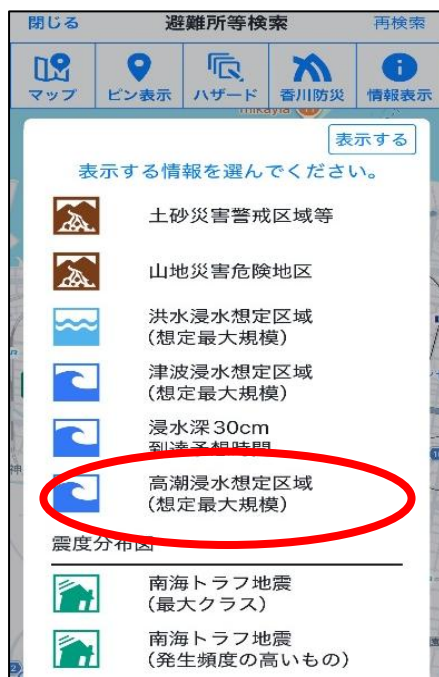 閉じる 避難所等検索 再検索
マップ ピン表示 ハザード 香川防災 情報表示
mikayla
表示する
表示する情報を選んでください。
土砂災害警戒区域等
山地災害危険地区
洪水浸水想定区域
(想定最大規模)
津波浸水想定区域
(想定最大規模)
浸水深30cm
到達予想時間
高潮浸水想定区域
(想定最大規模)
震度分布図
南海トラフ地震
(最大クラス)
南海トラフ地震
(発生頻度の高いもの)